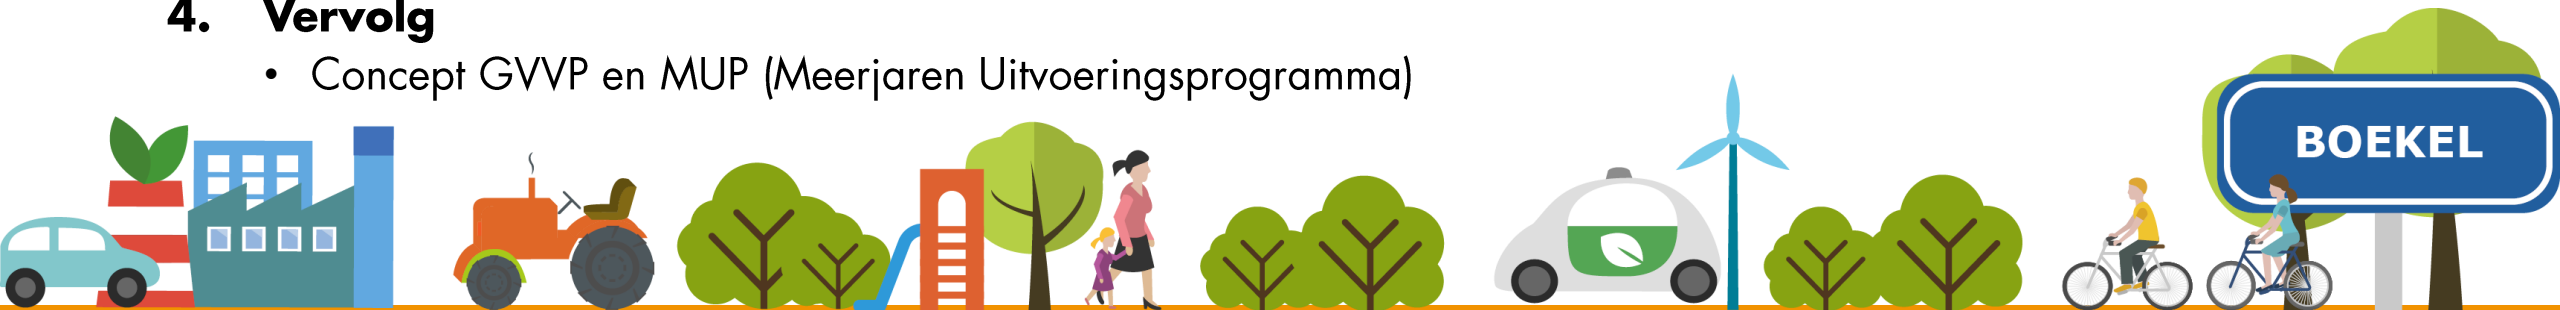 4. Vervolg
• Concept GVVP en MUP (Meerjaren Uitvoeringsprogramma)
BOEKEL